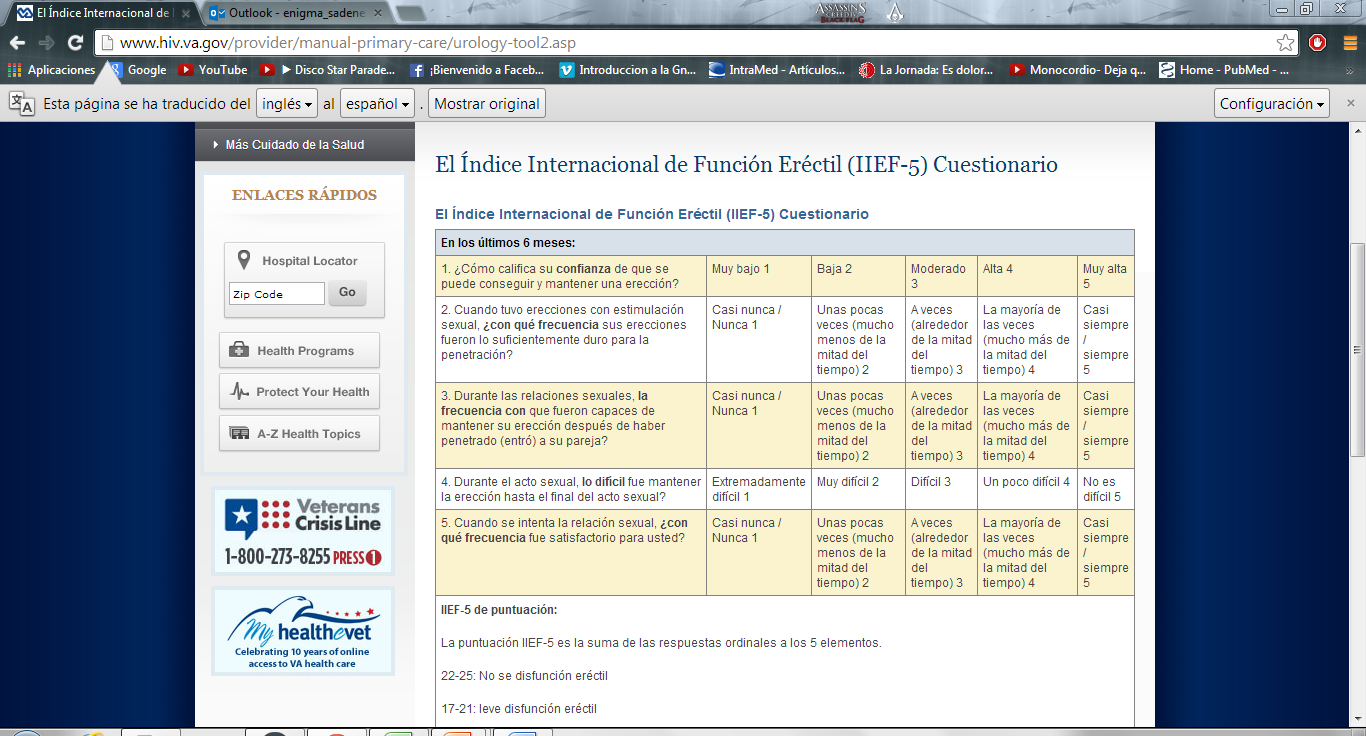 El Índice Internacional de
Outlook - enigma_sadene
ASSASSIN'S
CREED
BLACK FLAG
www.hiv.va.gov/provider/manual-primary-care/urology-tool2.asp
Aplicaciones
Google
YouTube
▶ Disco Star Parade...
¡Bienvenido a Faceb...
Introduccion a la Gn...
IntraMed - Artículos...
La Jornada: Es dolor...
Monocordio- Deja q...
Home - PubMed - ...
»
Esta página se ha traducido del inglés al español . Mostrar original
Configuración
Más Cuidado de la Salud
ENLACES RÁPIDOS
Hospital Locator
Zip Code
Go
Health Programs
Protect Your Health
A-Z Health Topics
Veterans
Crisis Line
1-800-273-8255 PRESS 1
My
healthevet
Celebrating 10 years of online
access to VA health care
El Índice Internacional de Función Eréctil (IIEF-5) Cuestionario
El Índice Internacional de Función Eréctil (IIEF-5) Cuestionario
En los últimos 6 meses:
1. ¿Cómo califica su confianza de que se
puede conseguir y mantener una erección?
Muy bajo 1
Baja 2
Moderado
3
Alta 4
Muy alta
5
2. Cuando tuvo erecciones con estimulación
sexual, ¿con qué frecuencia sus erecciones
fueron lo suficientemente duro para la
penetración?
Casi nunca /
Nunca 1
Unas pocas
veces (mucho
menos de la
mitad del
tiempo) 2
A veces
(alrededor
de la mitad
del
tiempo) 3
La mayoría de
las veces
(mucho más de
la mitad del
tiempo) 4
Casi
siempre
/
siempre
5
3. Durante las relaciones sexuales, la
frecuencia con que fueron capaces de
mantener su erección después de haber
penetrado (entró) a su pareja?
Casi nunca /
Nunca 1
Unas pocas
veces (mucho
menos de la
mitad del
tiempo) 2
A veces
(alrededor
de la mitad
del
tiempo) 3
La mayoría de
las veces
(mucho más de
la mitad del
tiempo) 4
Casi
siempre
/
siempre
5
4. Durante el acto sexual, lo difícil fue mantener
la erección hasta el final del acto sexual?
Extremadamente
difícil 1
Muy difícil 2
Difícil 3
Un poco difícil 4
No es
difícil 5
5. Cuando se intenta la relación sexual, ¿con
qué frecuencia fue satisfactorio para usted?
Casi nunca /
Nunca 1
Unas pocas
veces (mucho
menos de la
mitad del
tiempo) 2
A veces
(alrededor
de la mitad
del
tiempo) 3
La mayoría de
las veces
(mucho más de
la mitad del
tiempo) 4
Casi
siempre
/
siempre
5
IIEF-5 de puntuación:
La puntuación IIEF-5 es la suma de las respuestas ordinales a los 5 elementos.
22-25: No se disfunción eréctil
17-21: leve disfunción eréctil